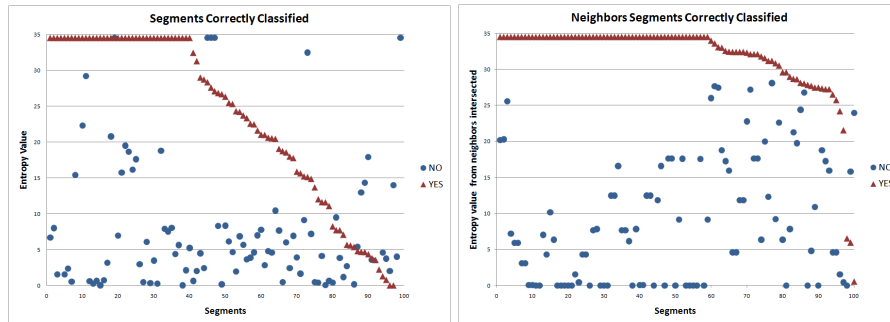 Segments Correctly Classified
Entropy Value
35
30
25
20
15
10
5
0
0 10 20 30 40 50 60 70 80 90 100
Segments
NO
YES
Neighbors Segments Correctly Classified
Entropy value from neighbors intersected
35
30
25
20
15
10
5
0
0 10 20 30 40 50 60 70 80 90 100
Segments
NO
YES